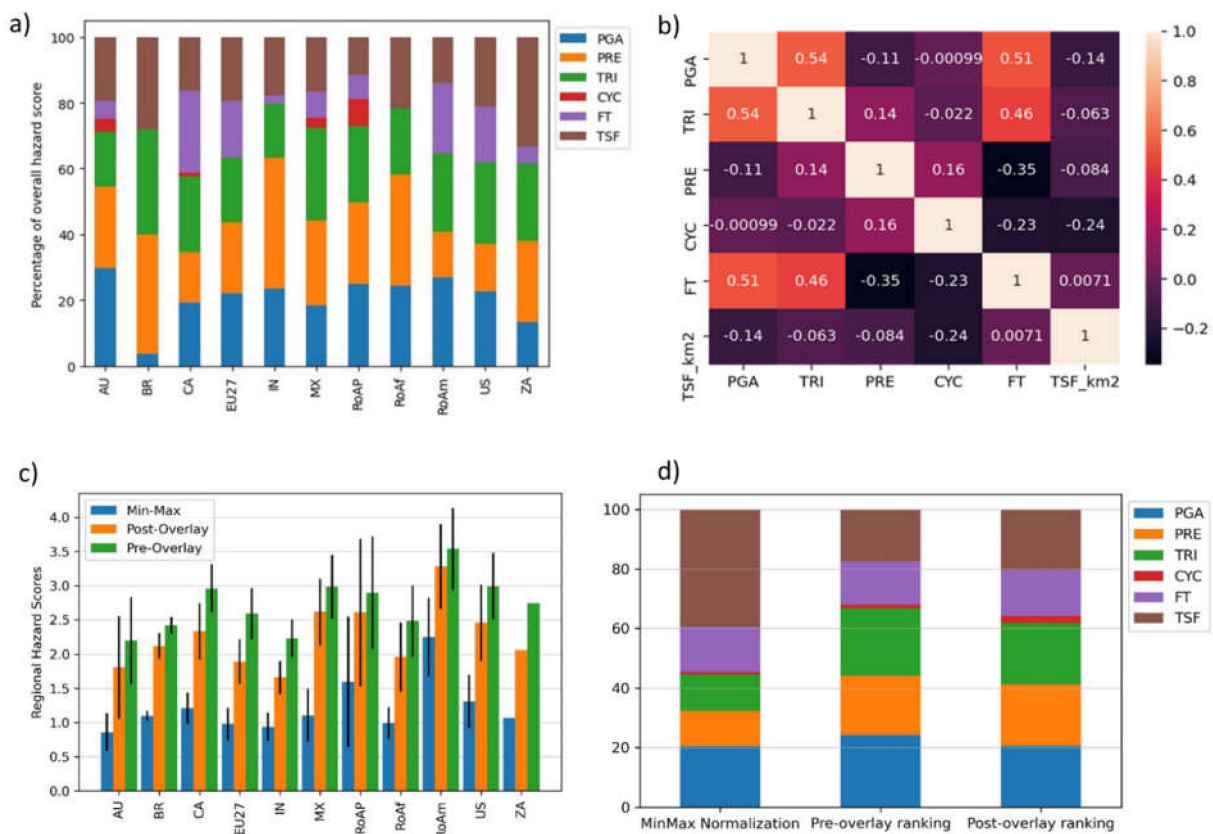 a)
100
80
60
40
20
0
Percentage of overall hazard score
AU
BR
CA
EU27
IN
MX
RoAP
RoAf
RoAm
US
ZA
PGA
PRE
TRI
CYC
FT
TSF
b)
PGA
TRI
PRE
CYC
FT
TSF_km2
1 0.54 -0.11 -0.00099 0.51 -0.14
0.54 1 0.14 -0.022 0.46 -0.063
-0.11 0.14 1 0.16 -0.35 -0.084
-0.00099 -0.022 0.16 1 -0.23 -0.24
0.51 0.46 -0.35 -0.23 1 0.0071
-0.14 -0.063 -0.084 -0.24 0.0071 1
PGA TRI PRE CYC FT TSF_km2
1.0
0.8
0.6
0.4
0.2
0.0
-0.2
c)
Min-Max
Post-Overlay
Pre-Overlay
4.0
3.5
3.0
2.5
2.0
1.5
1.0
0.5
0.0
Regional Hazard Scores
AU
BR
CA
EU27
IN
MX
RoAP
RoAf
RoAm
US
ZA
d)
100
80
60
40
20
0
MinMax Normalization Pre-overlay ranking Post-overlay ranking
PGA
PRE
TRI
CYC
FT
TSF